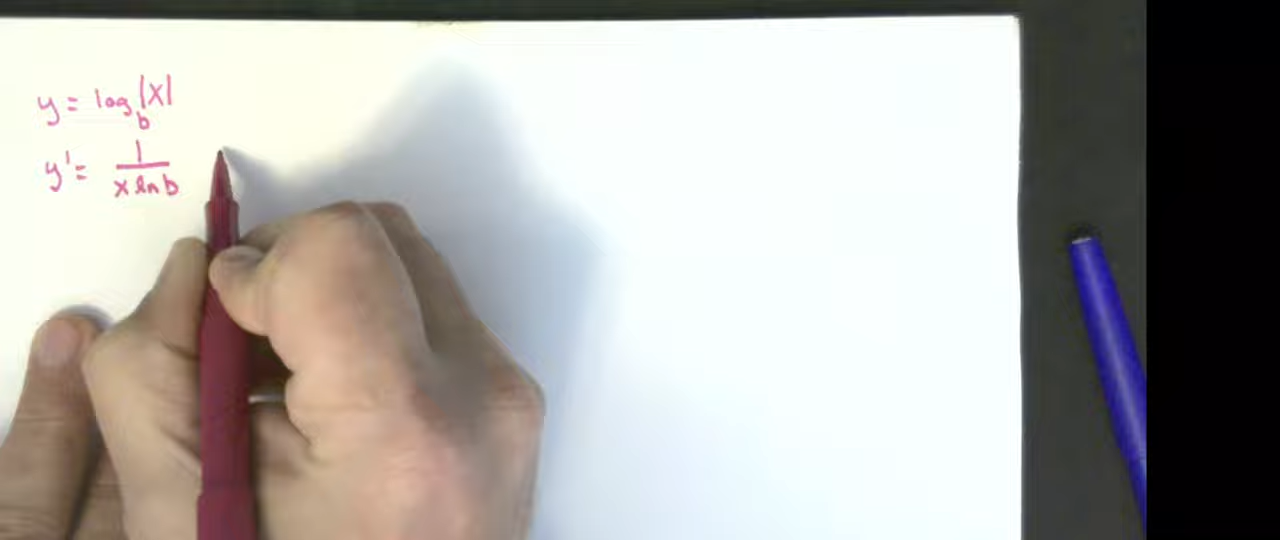 y = log_b |x|
y' = 1/(x ln b)